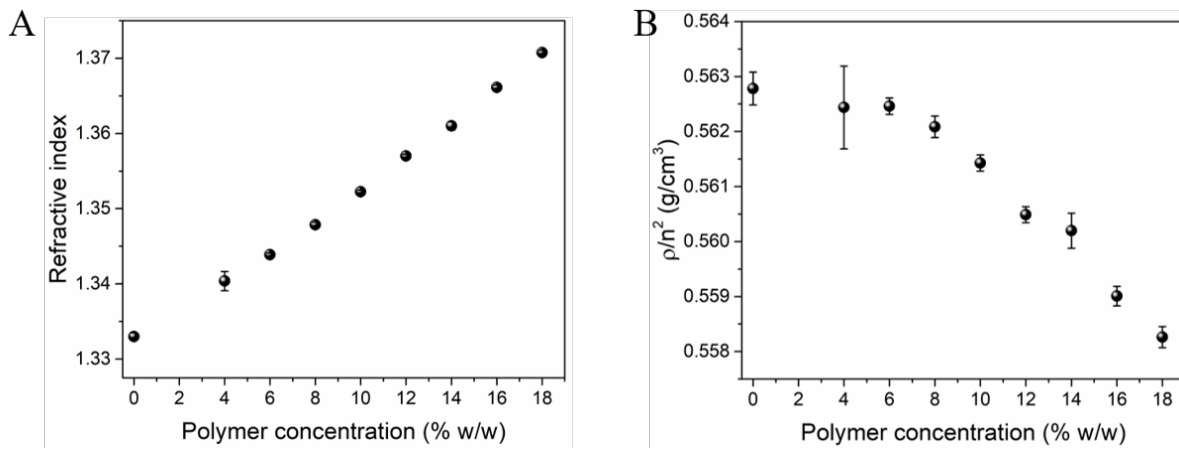 A
Refractive index
1.37
1.36
1.35
1.34
1.33
0 2 4 6 8 10 12 14 16 18
Polymer concentration (% w/w)
B
ρ/n² (g/cm³)
0.564
0.563
0.562
0.561
0.560
0.559
0.558
0 2 4 6 8 10 12 14 16 18
Polymer concentration (% w/w)